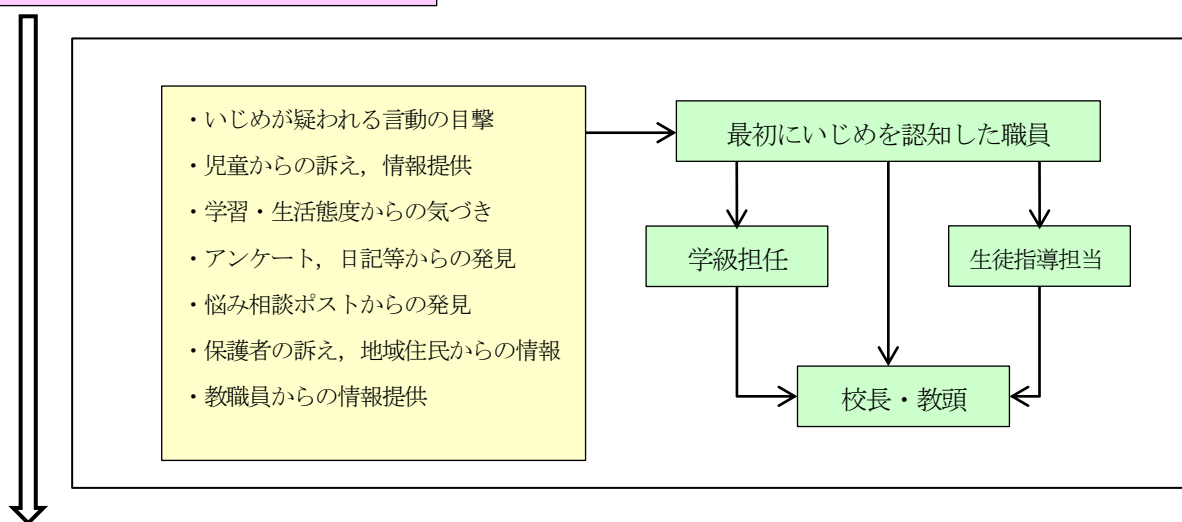 ・いじめが疑われる言動の目撃
・児童からの訴え，情報提供
・学習・生活態度からの気づき
・アンケート，日記等からの発見
・悩み相談ポストからの発見
・保護者の訴え，地域住民からの情報
・教職員からの情報提供
最初にいじめを認知した職員
学級担任
生徒指導担当
校長・教頭